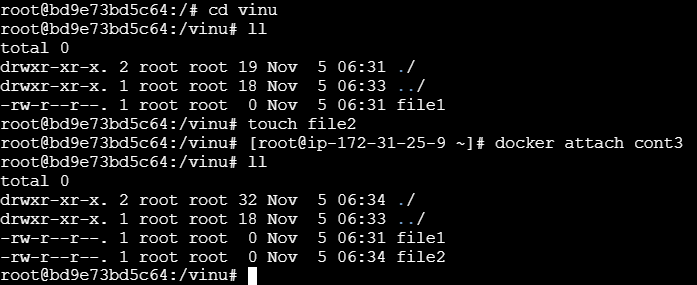 root@bd9e73bd5c64:/# cd vinu
root@bd9e73bd5c64:/vinu# ll
total 0
drwxr-xr-x. 2 root root 19 Nov  5 06:31 ./
drwxr-xr-x. 1 root root 18 Nov  5 06:33 ../
-rw-r--r--. 1 root root  0 Nov  5 06:31 file1
root@bd9e73bd5c64:/vinu# touch file2
root@bd9e73bd5c64:/vinu# [root@ip-172-31-25-9 ~]# docker attach cont3
ll
total 0
drwxr-xr-x. 2 root root 32 Nov  5 06:34 ./
drwxr-xr-x. 1 root root 18 Nov  5 06:33 ../
-rw-r--r--. 1 root root  0 Nov  5 06:31 file1
-rw-r--r--. 1 root root  0 Nov  5 06:34 file2
root@bd9e73bd5c64:/vinu#